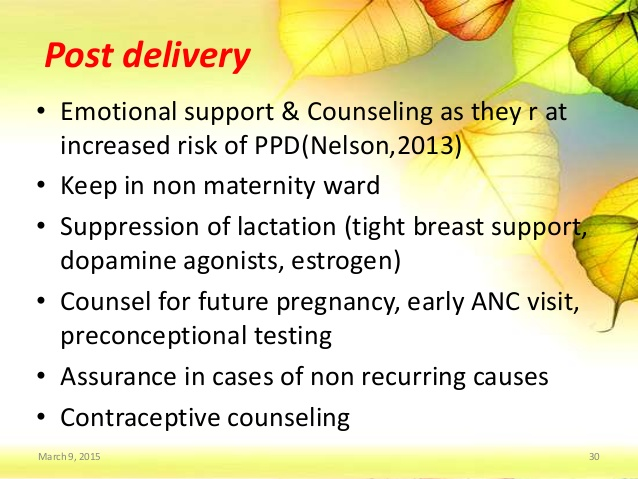 Post delivery
• Emotional support & Counseling as they r at
increased risk of PPD(Nelson,2013)
• Keep in non maternity ward
• Suppression of lactation (tight breast support,
dopamine agonists, estrogen)
• Counsel for future pregnancy, early ANC visit,
preconceptional testing
• Assurance in cases of non recurring causes
• Contraceptive counseling
March 9, 2015
30